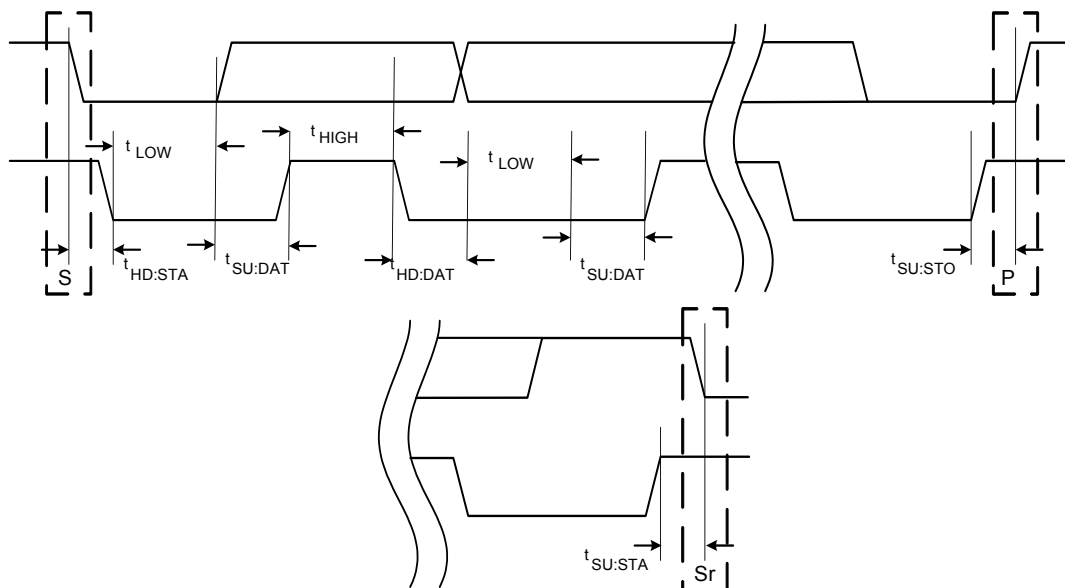 t LOW
t HIGH
t LOW
S
t HD:STA
t SU:DAT
t HD:DAT
t SU:DAT
t SU:STO
P
t SU:STA
Sr